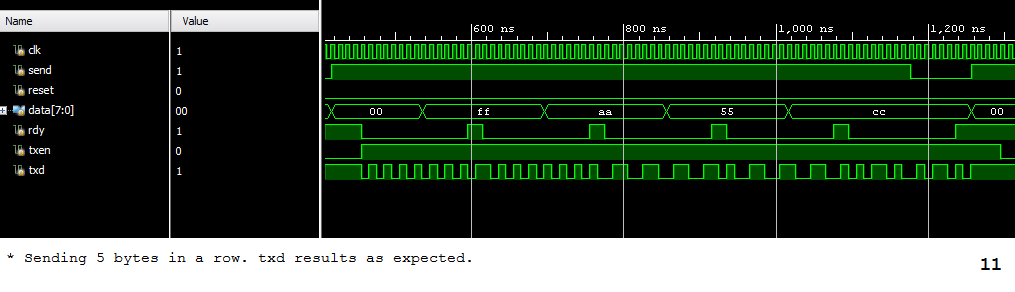 Name Value
600 ns 800 ns 1,000 ns 1,200 ns
clk 1
send 1
reset 0
data[7:0] 00 00 ff aa 55 cc 00
rdy 1
txen 0
txd 1
* Sending 5 bytes in a row. txd results as expected.
11